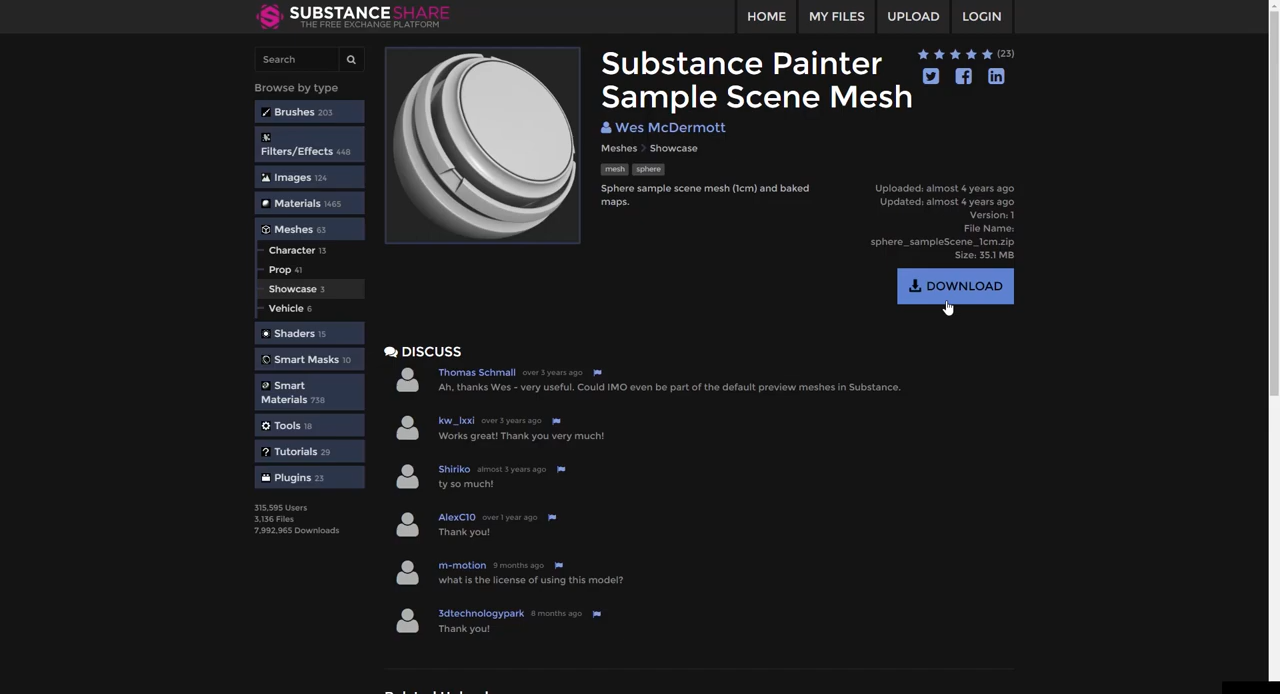 SUBSTANCE SHARE
THE FREE EXCHANGE PLATFORM
HOME
MY FILES
UPLOAD
LOGIN
Search
Browse by type
Brushes 203
Filters/Effects 448
Images 124
Materials 1465
Meshes 63
Character 13
Prop 41
Showcase 3
Vehicle 6
Shaders 15
Smart Masks 10
Smart
Materials 738
Tools 18
Tutorials 29
Plugins 23
315,595 Users
3,136 Files
7,992,965 Downloads
Substance Painter
Sample Scene Mesh
(23)
Wes McDermott
Meshes > Showcase
mesh sphere
Sphere sample scene mesh (1cm) and baked
maps.
Uploaded: almost 4 years ago
Updated: almost 4 years ago
Version: 1
File Name:
sphere_sampleScene_1cm.zip
Size: 35.1 MB
DOWNLOAD
DISCUSS
Thomas Schmall over 3 years ago
Ah, thanks Wes - very useful. Could IMO even be part of the default preview meshes in Substance.
kw_lxxi over 3 years ago
Works great! Thank you very much!
Shiriko almost 3 years ago
ty so much!
AlexC10 over 1 year ago
Thank you!
m-motion 9 months ago
what is the license of using this model?
3dtechnologypark 8 months ago
Thank you!